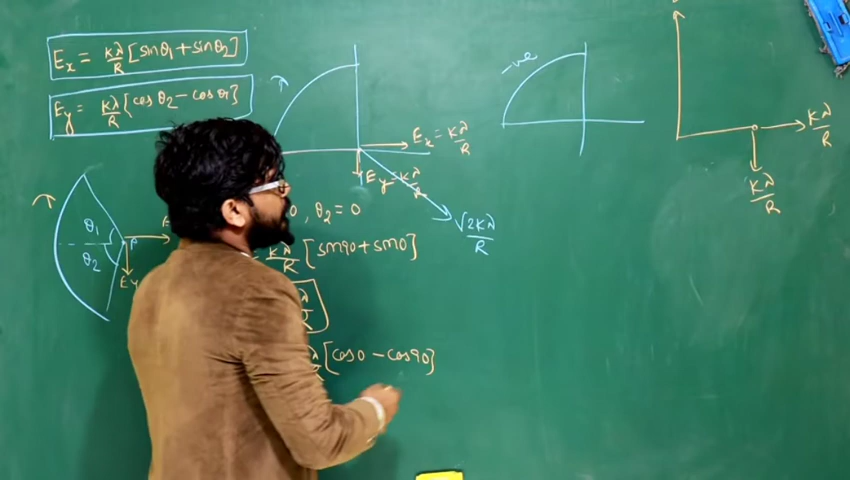 Ex = Kλ/R [sinθ1 + sinθ2]
Ey = Kλ/R [cosθ2 − cosθ1]
θ1
θ2
P
Ey
Ex = Kλ/R
Ey = Kλ/R
√2Kλ/R
, θ2 = 0
Kλ/R [sin90 + sin0]
[cos0 − cos90]
-ve
Kλ/R
Kλ/R